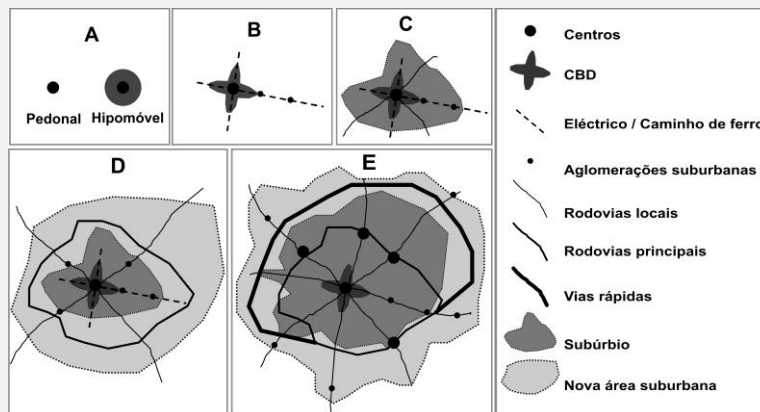 A
Pedonal Hipomóvel
B
C
D
E
Centros
CBD
Eléctrico / Caminho de ferro
Aglomerações suburbanas
Rodovias locais
Rodovias principais
Vias rápidas
Subúrbio
Nova área suburbana